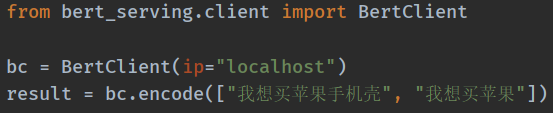 from bert_serving.client import BertClient
bc = BertClient(ip="localhost")
result = bc.encode(["我想买苹果手机壳", "我想买苹果"])